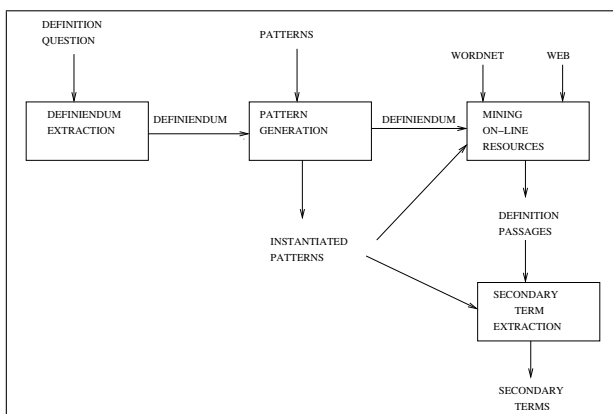 DEFINITION
QUESTION
PATTERNS
WORDNET
WEB
DEFINIENDUM
EXTRACTION
DEFINIENDUM
PATTERN
GENERATION
DEFINIENDUM
MINING
ON-LINE
RESOURCES
INSTANTIATED
PATTERNS
DEFINITION
PASSAGES
SECONDARY
TERM
EXTRACTION
SECONDARY
TERMS